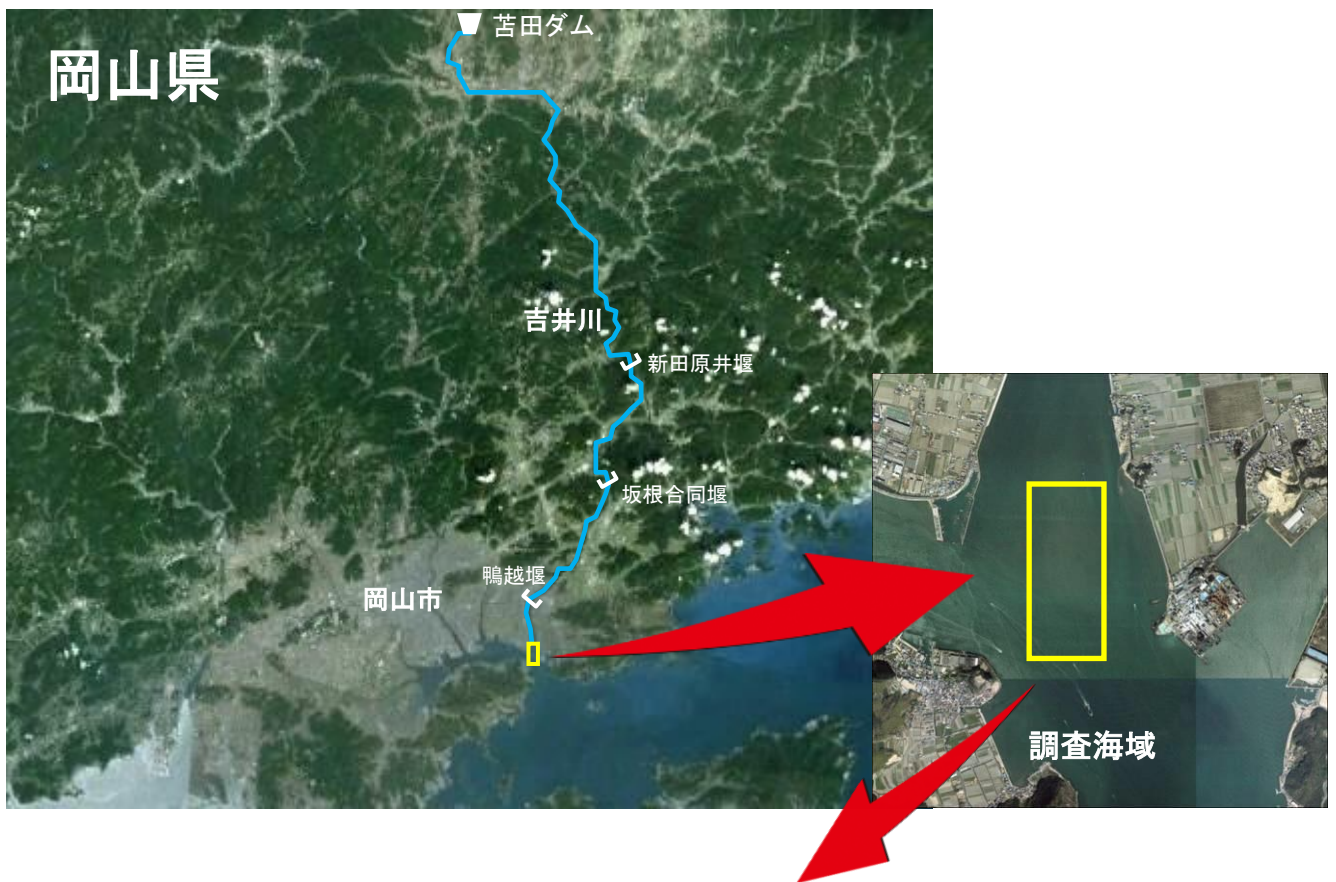 苫田ダム
岡山県
吉井川
新田原井堰
坂根合同堰
鴨越堰
岡山市
調査海域